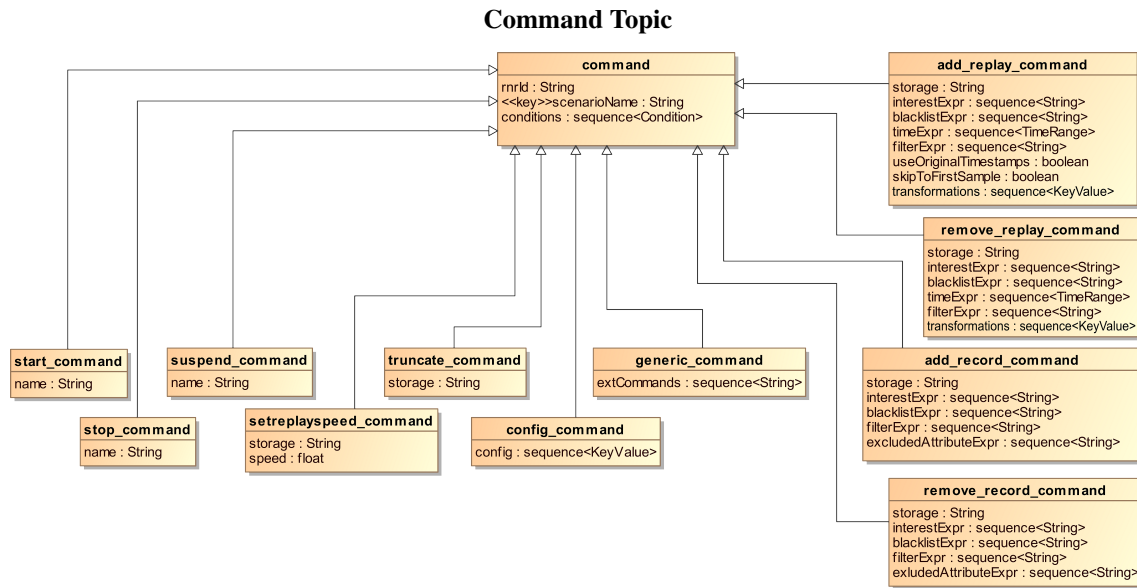 Command Topic
command
rnrId : String
<<key>>scenarioName : String
conditions : sequence<Condition>
add_replay_command
storage : String
interestExpr : sequence<String>
blacklistExpr : sequence<String>
timeExpr : sequence<TimeRange>
filterExpr : sequence<String>
useOriginalTimestamps : boolean
skipToFirstSample : boolean
transformations : sequence<KeyValue>
remove_replay_command
storage : String
interestExpr : sequence<String>
blacklistExpr : sequence<String>
timeExpr : sequence<TimeRange>
filterExpr : sequence<String>
transformations : sequence<KeyValue>
start_command
name : String
suspend_command
name : String
truncate_command
storage : String
generic_command
extCommands : sequence<String>
add_record_command
storage : String
interestExpr : sequence<String>
blacklistExpr : sequence<String>
filterExpr : sequence<String>
excludedAttributeExpr : sequence<String>
stop_command
name : String
setreplayspeed_command
storage : String
speed : float
config_command
config : sequence<KeyValue>
remove_record_command
storage : String
interestExpr : sequence<String>
blacklistExpr : sequence<String>
filterExpr : sequence<String>
exludedAttributeExpr : sequence<String>